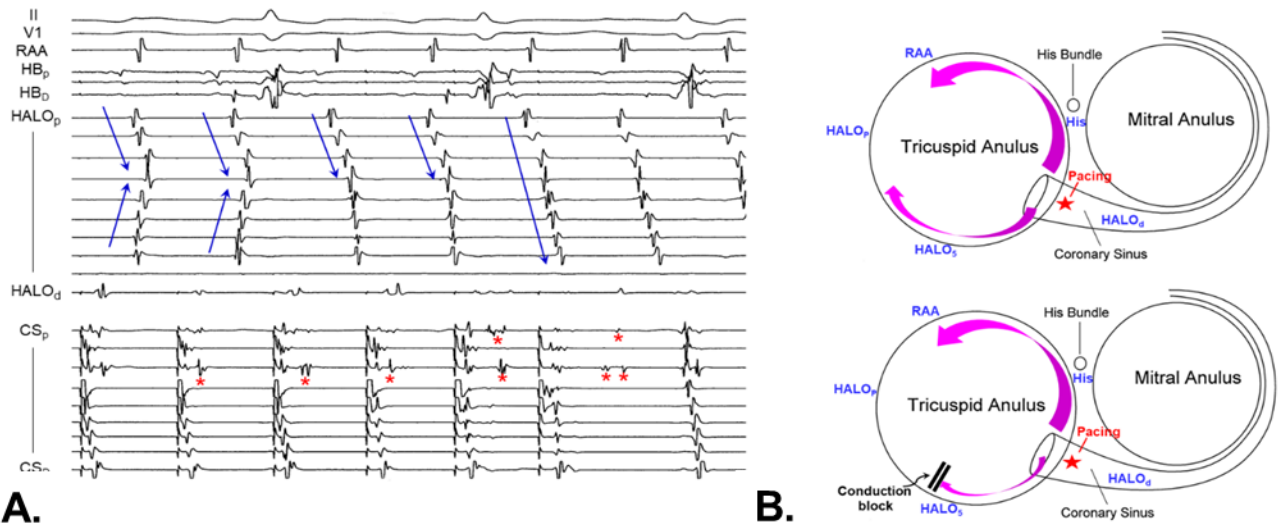 II
V1
RAA
HBp
HBD
HALOp
HALOd
CSp
A.
RAA
His Bundle
HALOP
Tricuspid Anulus
His
Mitral Anulus
Pacing
HALOd
HALO5
Coronary Sinus
RAA
His Bundle
HALOP
Tricuspid Anulus
His
Mitral Anulus
Pacing
HALOd
Conduction
block
HALO5
Coronary Sinus
B.